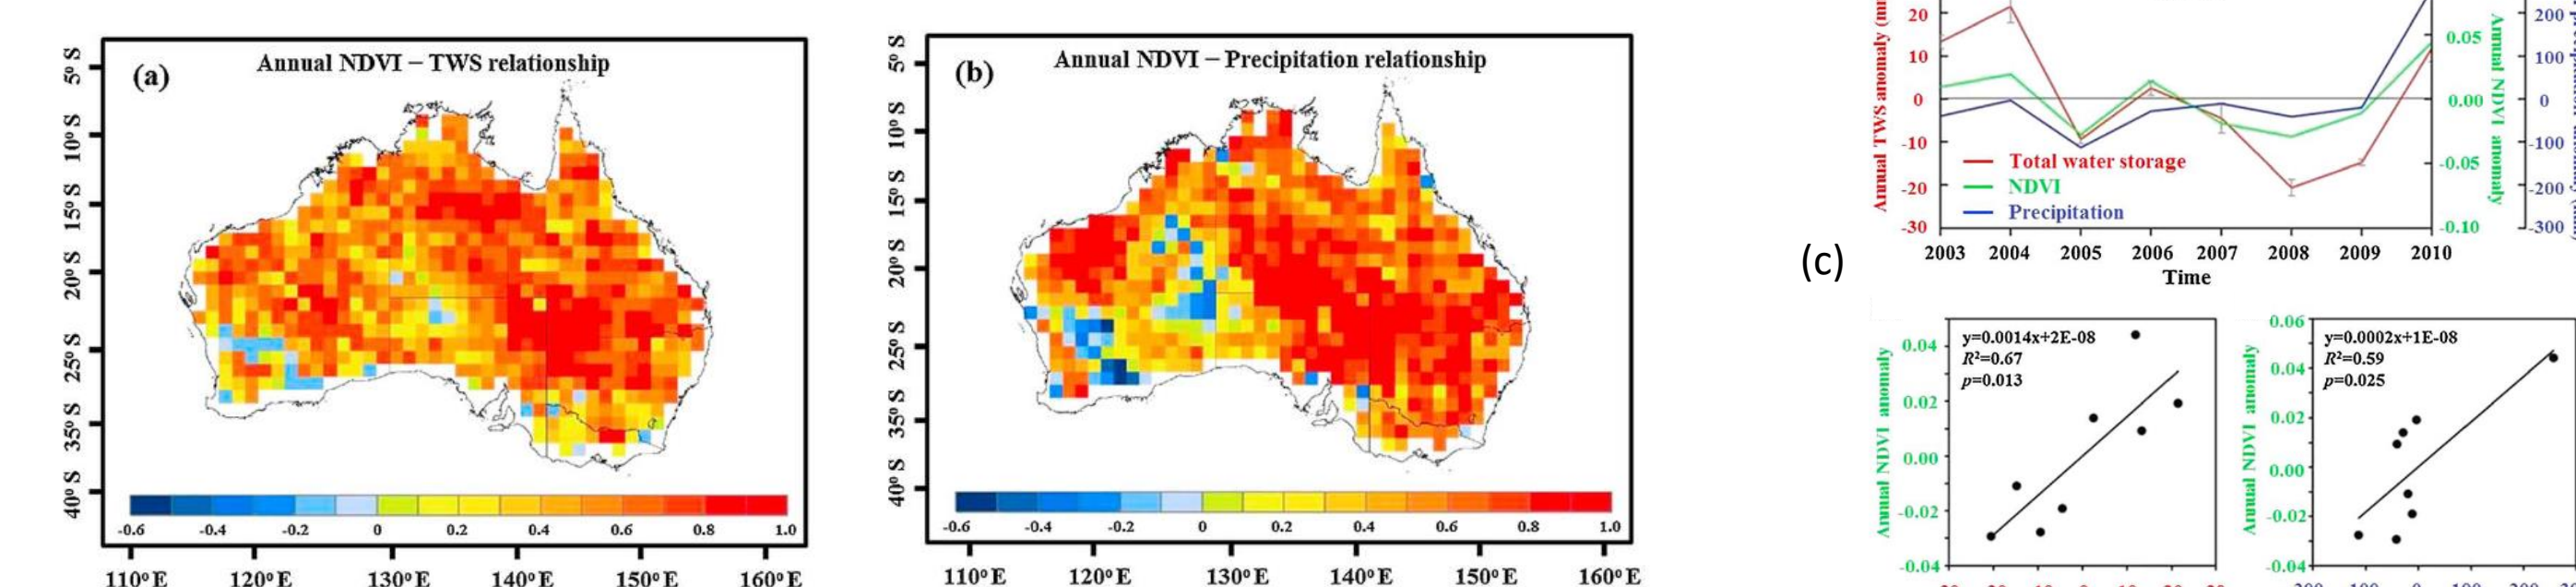 (a)
Annual NDVI – TWS relationship
5° S
10° S
15° S
20° S
25° S
35° S
40° S
-0.6 -0.4 -0.2 0 0.2 0.4 0.6 0.8 1.0
110° E 120° E 130° E 140° E 150° E 160° E
(b)
Annual NDVI – Precipitation relationship
5° S
10° S
15° S
20° S
25° S
35° S
40° S
-0.6 -0.4 -0.2 0 0.2 0.4 0.6 0.8 1.0
110° E 120° E 130° E 140° E 150° E 160° E
(c)
Annual TWS anomaly
20
10
0
-10
-20
-30
Total water storage
NDVI
Precipitation
0.05
0.00
-0.05
-0.10
Annual NDVI anomaly
200
100
0
-100
-200
-300
2003 2004 2005 2006 2007 2008 2009 2010
Time
Annual NDVI anomaly
0.04
0.02
0.00
-0.02
-0.04
y=0.0014x+2E-08
R²=0.67
p=0.013
Annual NDVI anomaly
0.06
0.04
0.02
0.00
-0.02
-0.04
y=0.0002x+1E-08
R²=0.59
p=0.025